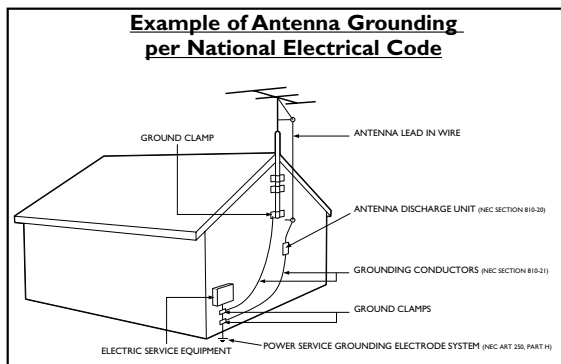 Example of Antenna Grounding
per National Electrical Code
GROUND CLAMP
ANTENNA LEAD IN WIRE
ANTENNA DISCHARGE UNIT (NEC SECTION 810-20)
GROUNDING CONDUCTORS (NEC SECTION 810-21)
GROUND CLAMPS
POWER SERVICE GROUNDING ELECTRODE SYSTEM (NEC ART 250, PART H)
ELECTRIC SERVICE EQUIPMENT